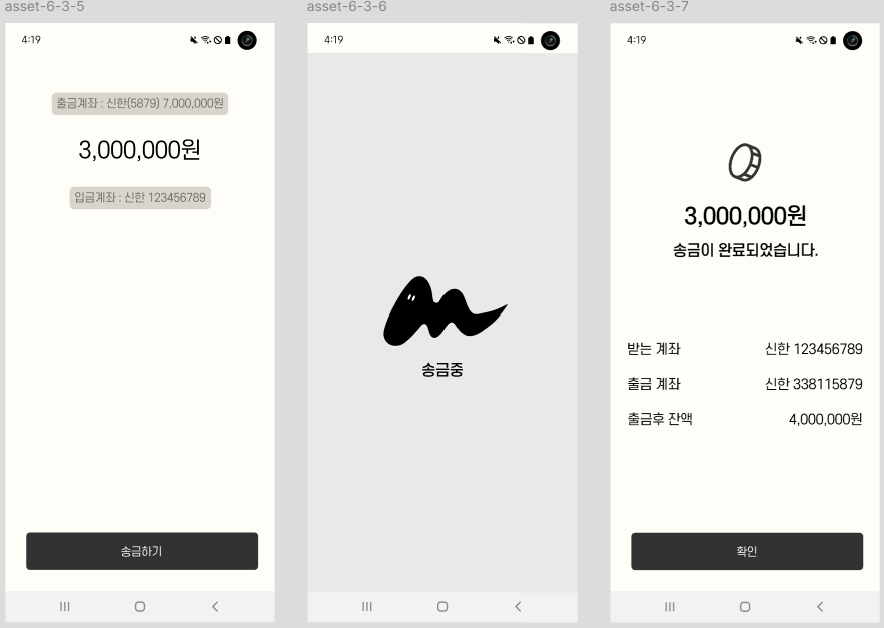 asset-6-3-5
4:19
출금계좌 : 신한(5879) 7,000,000원
3,000,000원
입금계좌 : 신한 123456789
송금하기
asset-6-3-6
4:19
송금중
asset-6-3-7
4:19
3,000,000원
송금이 완료되었습니다.
받는 계좌 신한 123456789
출금 계좌 신한 338115879
출금후 잔액 4,000,000원
확인